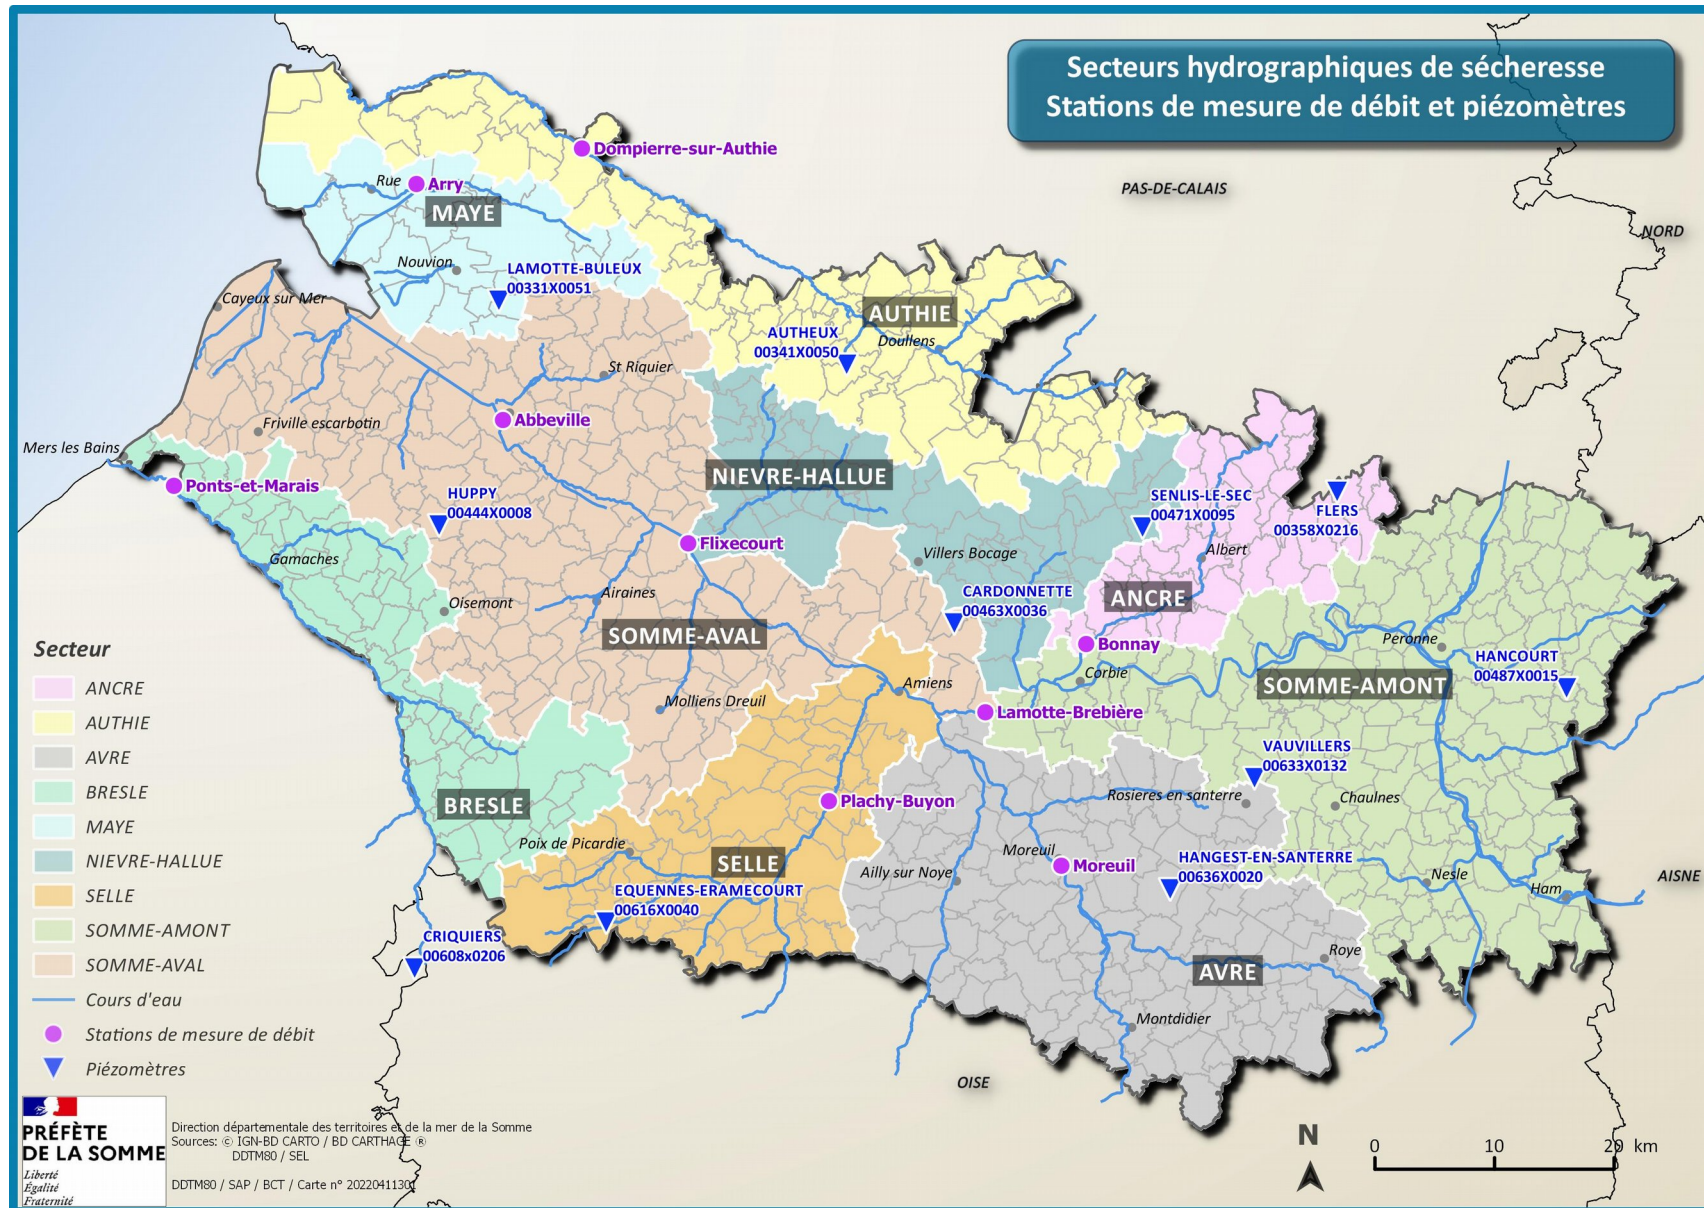 Secteurs hydrographiques de sécheresse
Stations de mesure de débit et piézomètres
Dompierre-sur-Authie
PAS-DE-CALAIS
Rue
Arry
MAYE
NORD
Nouvion
LAMOTTE-BULEUX
00331X0051
Cayeux sur Mer
AUTHIE
AUTHEUX
00341X0050
Doullens
St Riquier
Abbeville
Friville escarbotin
Mers les Bains
NIEVRE-HALLUE
Ponts-et-Marais
HUPPY
00444X0008
SENLIS-LE-SEC
00471X0095
FLERS
00358X0216
Flixecourt
Villers Bocage
Albert
Gamaches
Oisemont
Airaines
CARDONNETTE
00463X0036
ANCRE
SOMME-AVAL
Bonnay
Peronne
HANCOURT
00487X0015
Corbie
SOMME-AMONT
Amiens
Molliens Dreuil
Lamotte-Brebière
VAUVILLERS
00633X0132
BRESLE
Plachy-Buyon
Rosieres en santerre
Chaulnes
Poix de Picardie
SELLE
Moreuil
Moreuil
HANGEST-EN-SANTERRE
00636X0020
Ailly sur Noye
Nesle
Ham
AISNE
EQUENNES-ERAMECOURT
00616X0040
CRIQUIERS
00608x0206
Roye
AVRE
Montdidier
OISE
Secteur
ANCRE
AUTHIE
AVRE
BRESLE
MAYE
NIEVRE-HALLUE
SELLE
SOMME-AMONT
SOMME-AVAL
Cours d'eau
Stations de mesure de débit
Piézomètres
PRÉFÈTE
DE LA SOMME
Liberté
Égalité
Fraternité
Direction départementale des territoires et de la mer de la Somme
Sources: © IGN-BD CARTO / BD CARTHAGE ®
DDTM80 / SEL
DDTM80 / SAP / BCT / Carte n° 20220411301
N
0 10 20 km